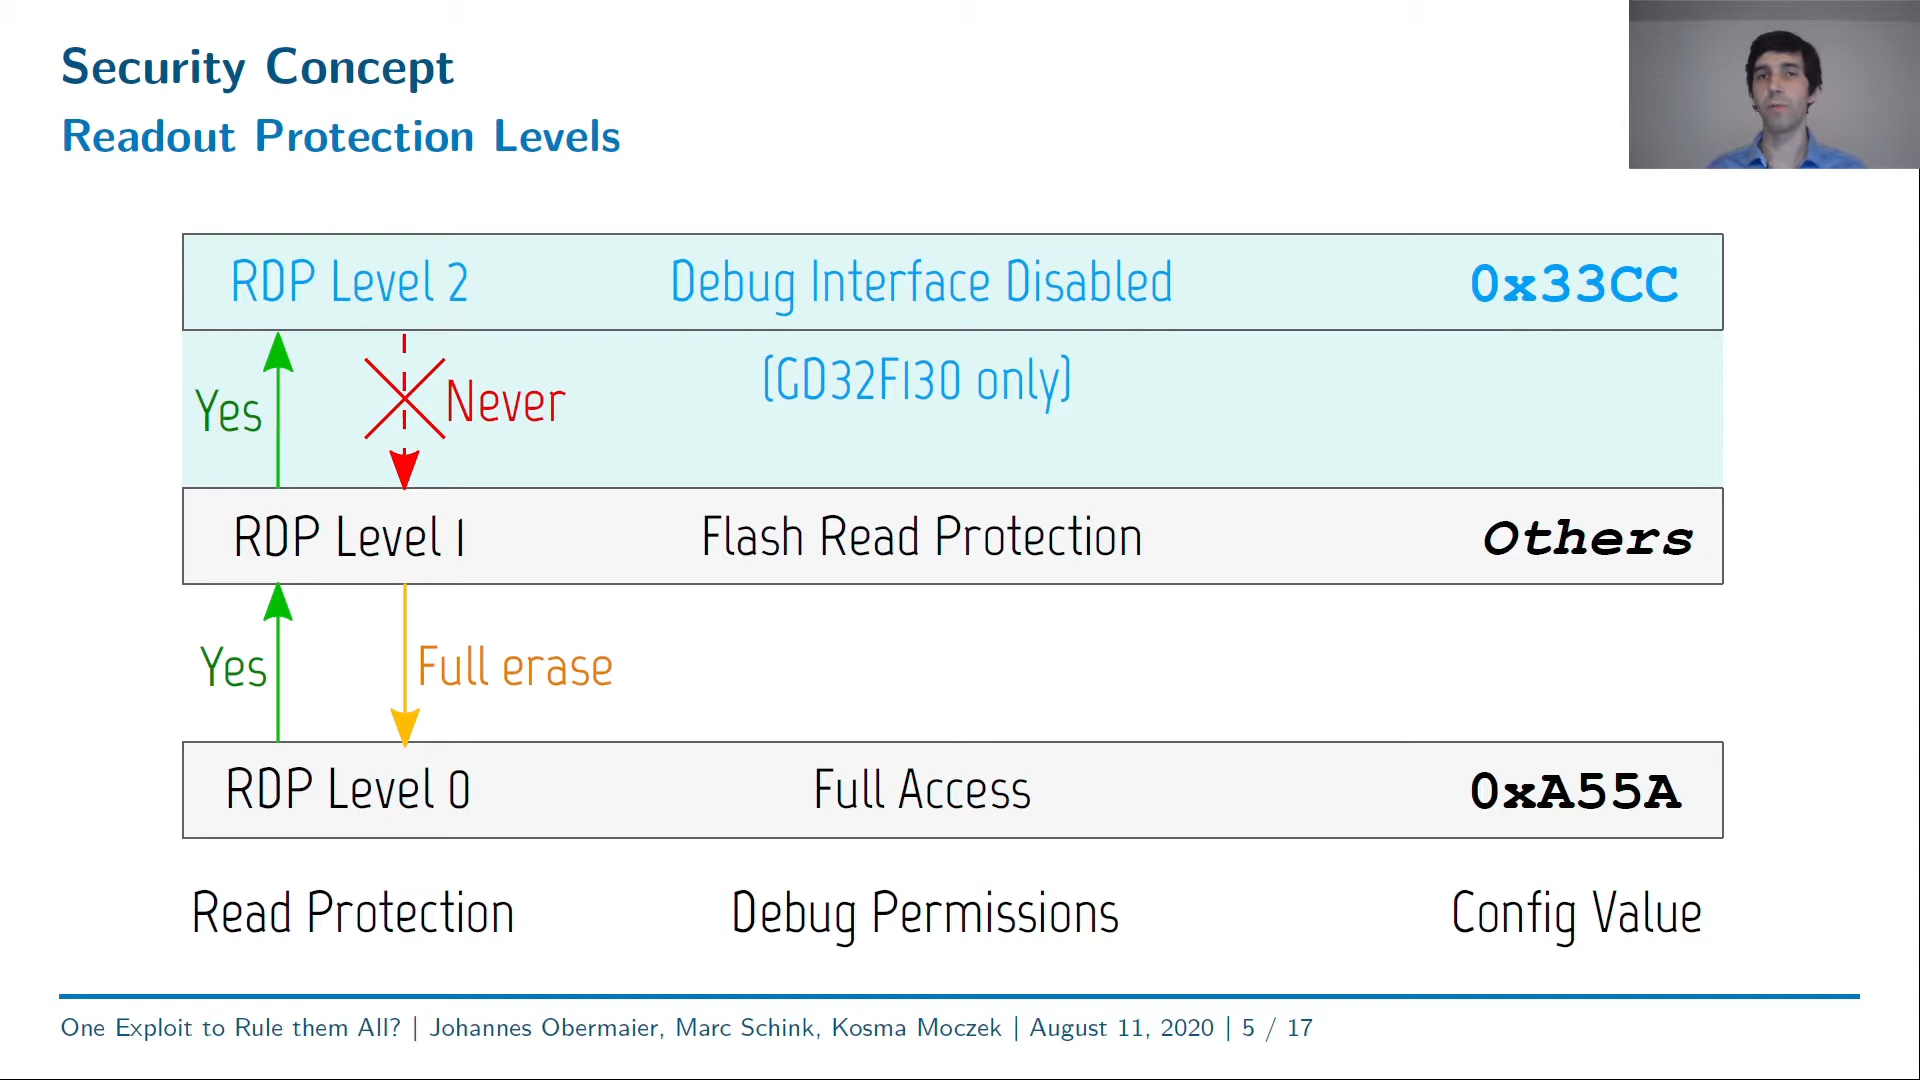 Security Concept
Readout Protection Levels
RDP Level 2 Debug Interface Disabled 0x33CC
Yes Never (GD32F130 only)
RDP Level 1 Flash Read Protection Others
Yes Full erase
RDP Level 0 Full Access 0xA55A
Read Protection Debug Permissions Config Value
One Exploit to Rule them All? | Johannes Obermaier, Marc Schink, Kosma Moczek | August 11, 2020 | 5 / 17